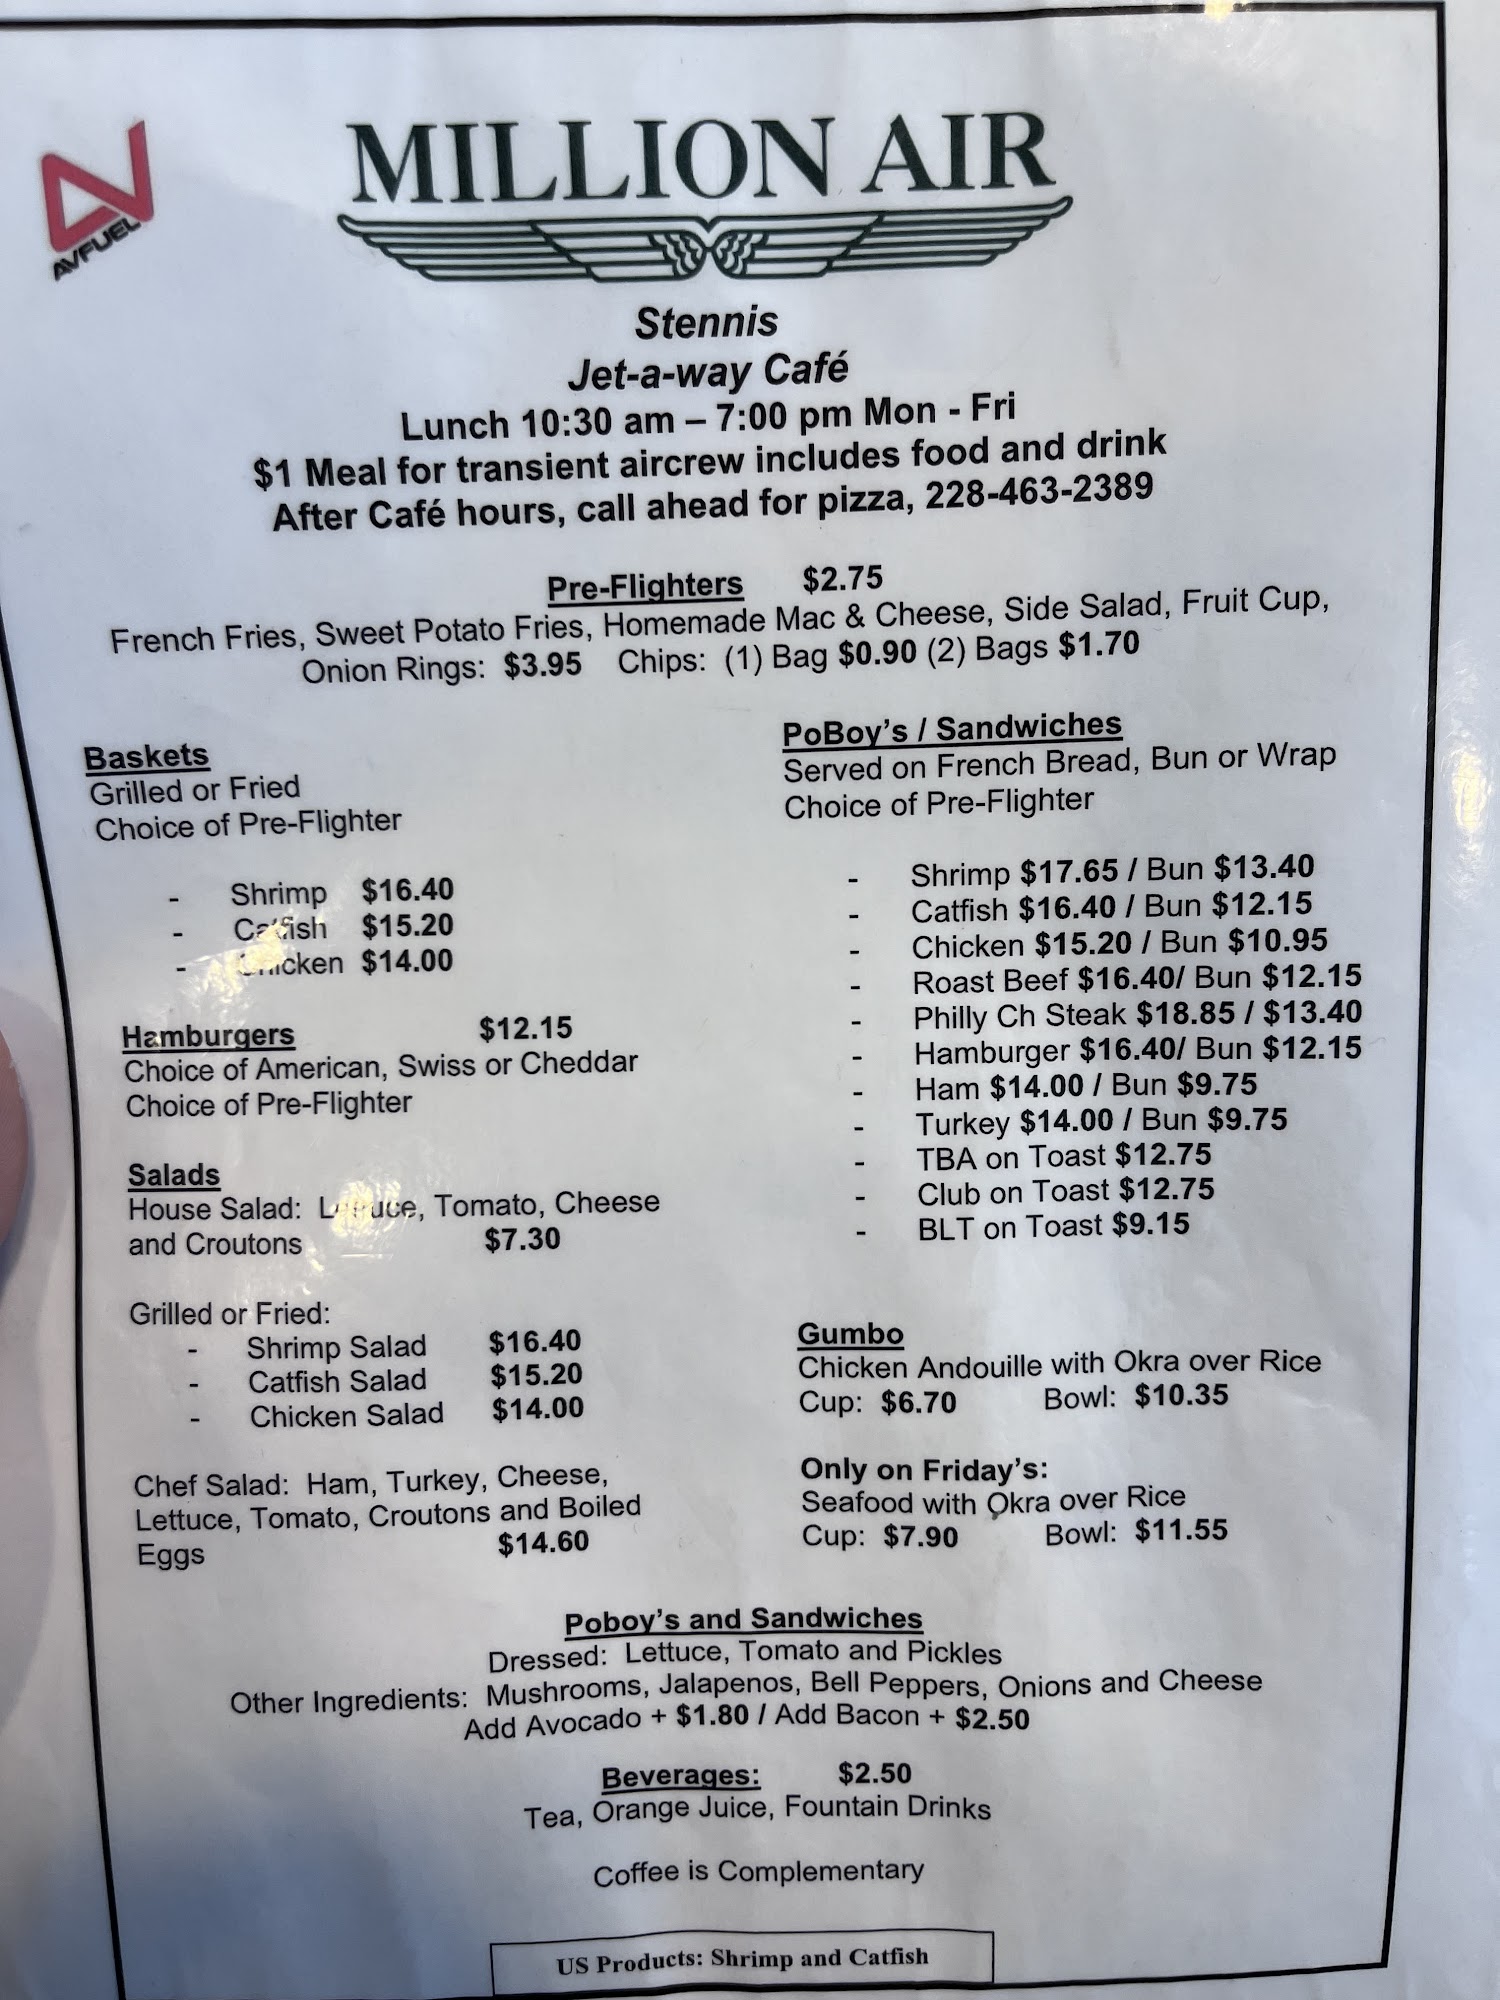 AVFUEL
MILLION AIR
Stennis
Jet-a-way Café
Lunch 10:30 am – 7:00 pm Mon - Fri
$1 Meal for transient aircrew includes food and drink
After Café hours, call ahead for pizza, 228-463-2389
Pre-Flighters $2.75
French Fries, Sweet Potato Fries, Homemade Mac & Cheese, Side Salad, Fruit Cup,
Onion Rings: $3.95 Chips: (1) Bag $0.90 (2) Bags $1.70
Baskets
Grilled or Fried
Choice of Pre-Flighter
- Shrimp $16.40
- Catfish $15.20
- Chicken $14.00
Hamburgers $12.15
Choice of American, Swiss or Cheddar
Choice of Pre-Flighter
Salads
House Salad: Lettuce, Tomato, Cheese
and Croutons $7.30
Grilled or Fried:
- Shrimp Salad $16.40
- Catfish Salad $15.20
- Chicken Salad $14.00
Chef Salad: Ham, Turkey, Cheese,
Lettuce, Tomato, Croutons and Boiled
Eggs $14.60
PoBoy's / Sandwiches
Served on French Bread, Bun or Wrap
Choice of Pre-Flighter
- Shrimp $17.65 / Bun $13.40
- Catfish $16.40 / Bun $12.15
- Chicken $15.20 / Bun $10.95
- Roast Beef $16.40/ Bun $12.15
- Philly Ch Steak $18.85 / $13.40
- Hamburger $16.40/ Bun $12.15
- Ham $14.00 / Bun $9.75
- Turkey $14.00 / Bun $9.75
- TBA on Toast $12.75
- Club on Toast $12.75
- BLT on Toast $9.15
Gumbo
Chicken Andouille with Okra over Rice
Cup: $6.70 Bowl: $10.35
Only on Friday's:
Seafood with Okra over Rice
Cup: $7.90 Bowl: $11.55
Poboy's and Sandwiches
Dressed: Lettuce, Tomato and Pickles
Other Ingredients: Mushrooms, Jalapenos, Bell Peppers, Onions and Cheese
Add Avocado + $1.80 / Add Bacon + $2.50
Beverages: $2.50
Tea, Orange Juice, Fountain Drinks
Coffee is Complementary
US Products: Shrimp and Catfish